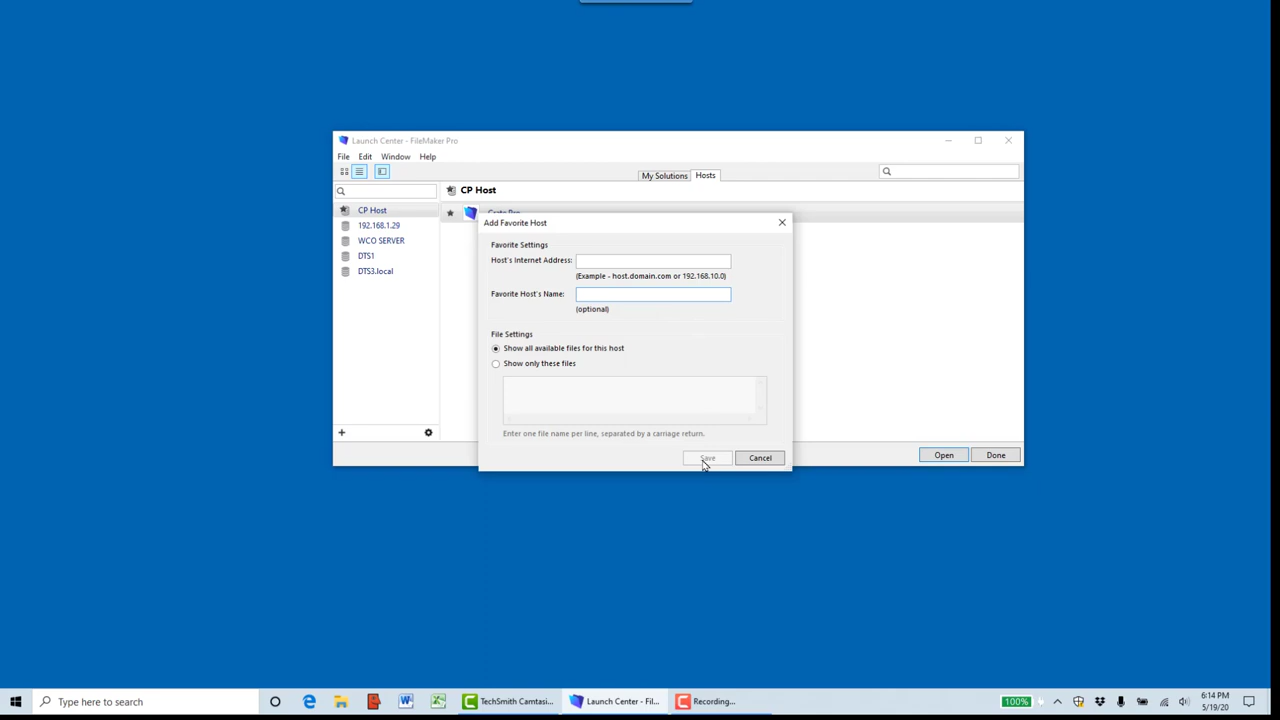 Launch Center - FileMaker Pro
File Edit Window Help
My Solutions Hosts
CP Host
CP Host
192.168.1.29
WCO SERVER
DTS1
DTS3.local
Add Favorite Host
Favorite Settings
Host's Internet Address:
(Example - host.domain.com or 192.168.10.0)
Favorite Host's Name:
(optional)
File Settings
Show all available files for this host
Show only these files
Enter one file name per line, separated by a carriage return.
Save Cancel
Open Done
Type here to search
TechSmith Camtasi...
Launch Center - Fil...
Recording...
100%
6:14 PM
5/19/20